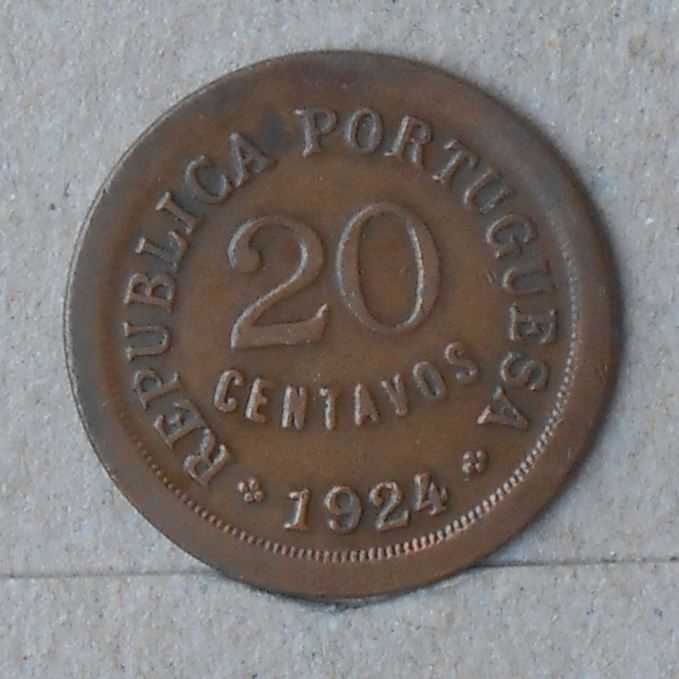 REPUBLICA PORTUGUESA
20
CENTAVOS
1924